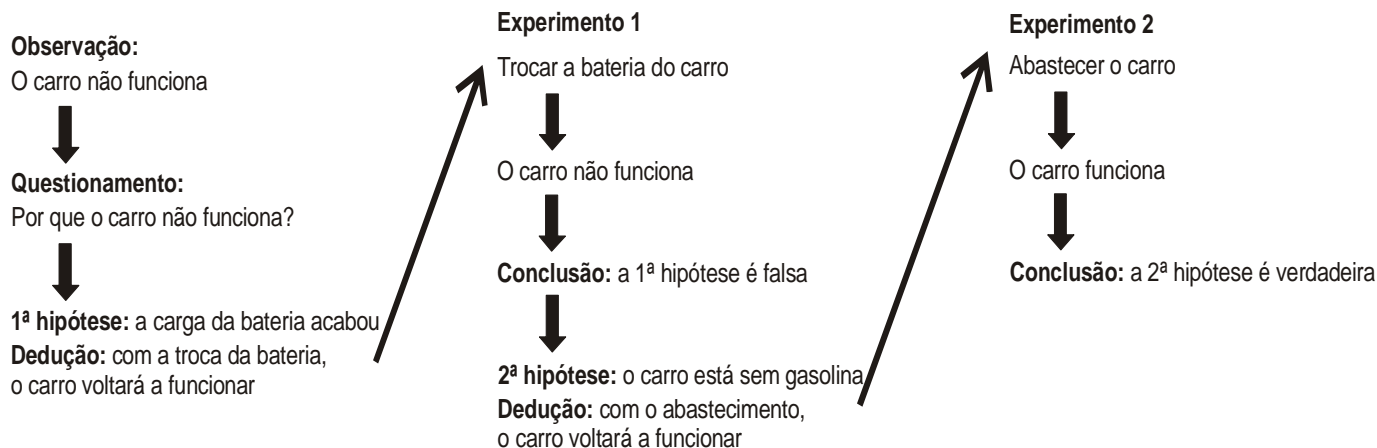 Observação:
O carro não funciona
Questionamento:
Por que o carro não funciona?
1ª hipótese: a carga da bateria acabou
Dedução: com a troca da bateria,
o carro voltará a funcionar
Experimento 1
Trocar a bateria do carro
O carro não funciona
Conclusão: a 1ª hipótese é falsa
2ª hipótese: o carro está sem gasolina
Dedução: com o abastecimento,
o carro voltará a funcionar
Experimento 2
Abastecer o carro
O carro funciona
Conclusão: a 2ª hipótese é verdadeira